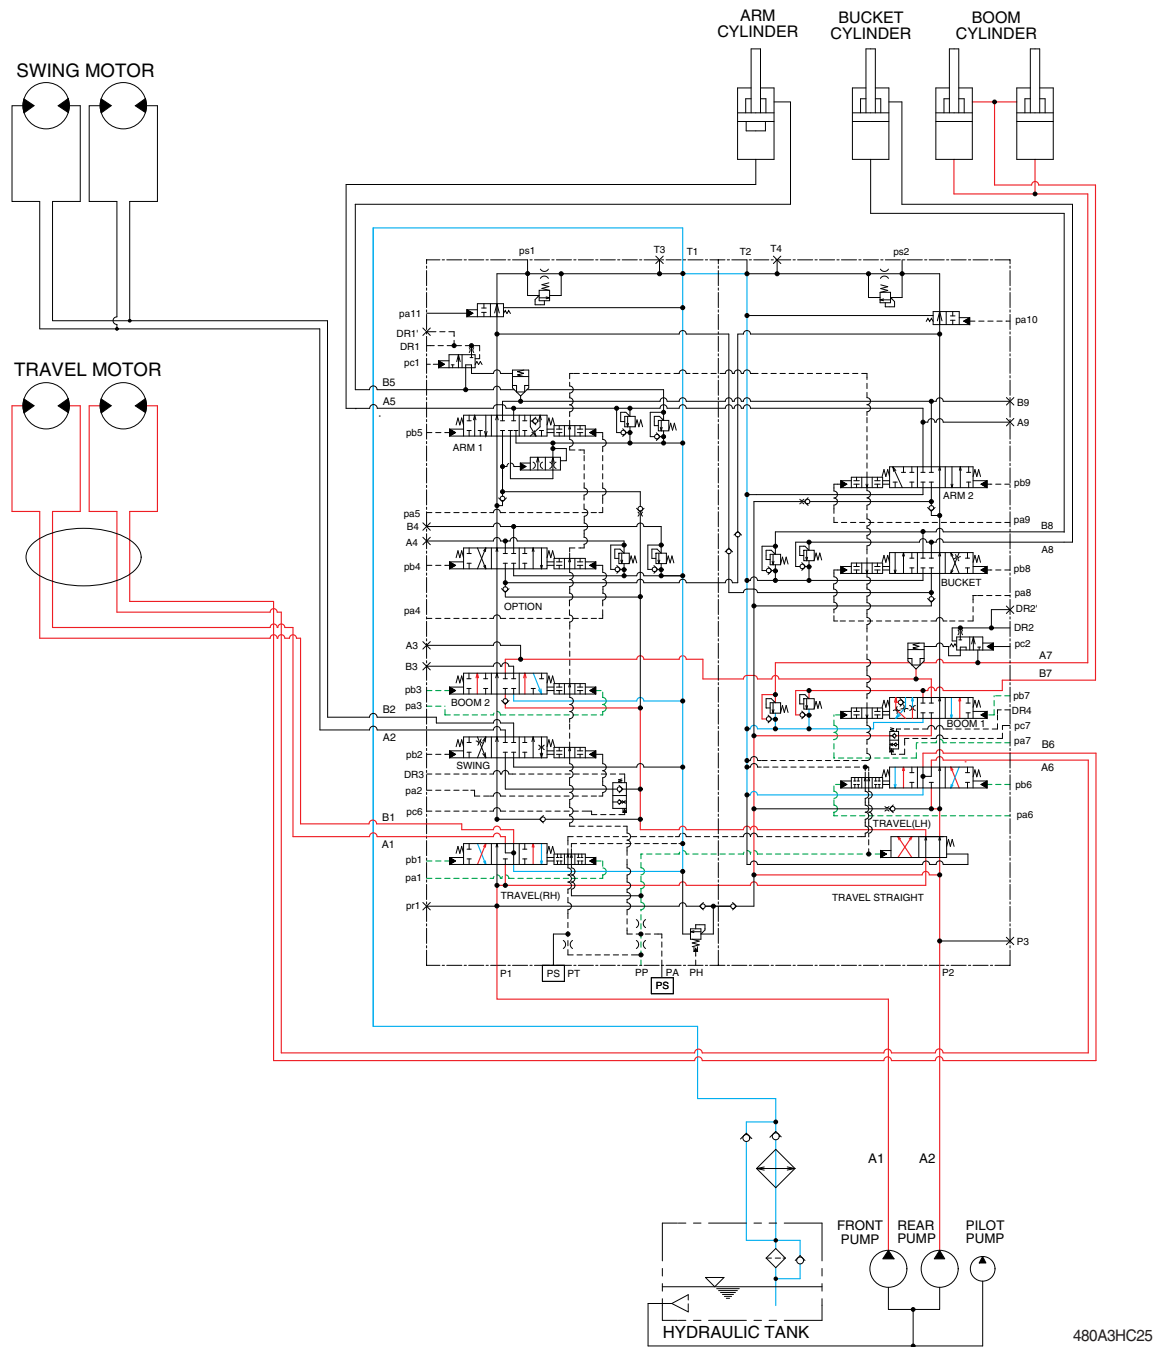 ARM
CYLINDER
BUCKET
CYLINDER
BOOM
CYLINDER
SWING MOTOR
TRAVEL MOTOR
ps1
T3
T1
T2
T4
ps2
pa11
pa10
DR1'
DR1
pc1
B5
A5
B9
A9
pb5
ARM 1
pb9
ARM 2
pa5
pa9
B4
B8
A4
A8
pb4
pb8
BUCKET
OPTION
pa8
pa4
DR2'
DR2
A3
pc2
B3
A7
B7
pb3
BOOM 2
pb7
pa3
DR4
BOOM 1
B2
pc7
A2
pa7
B6
pb2
SWING
A6
DR3
pb6
pa2
pc6
pa6
B1
TRAVEL(LH)
A1
pb1
pa1
TRAVEL(RH)
TRAVEL STRAIGHT
pr1
P3
P1
PS
PT
PP
PA
PH
P2
PS
A1
A2
FRONT
PUMP
REAR
PUMP
PILOT
PUMP
HYDRAULIC TANK
480A3HC25